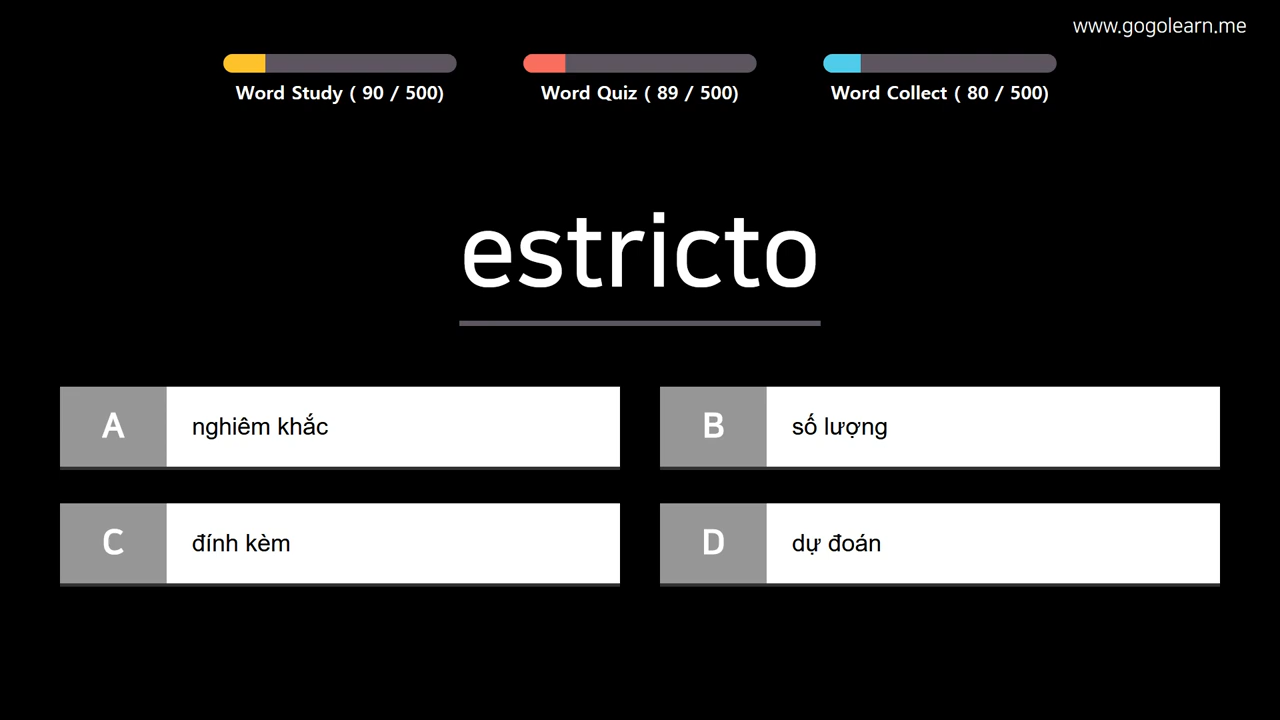 www.gogolearn.me
Word Study ( 90 / 500)
Word Quiz ( 89 / 500)
Word Collect ( 80 / 500)
estricto
A nghiêm khắc
B số lượng
C đính kèm
D dự đoán